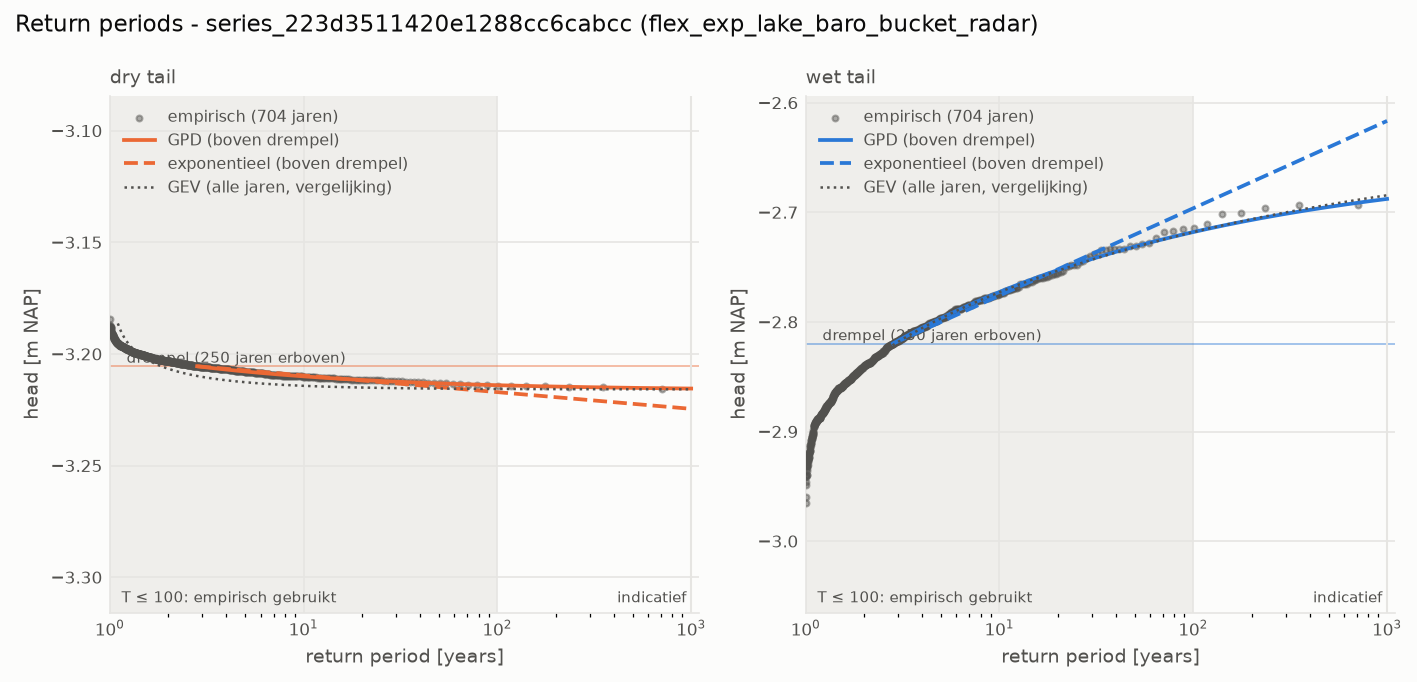 Return periods - series_223d3511420e1288cc6cabcc (flex_exp_lake_baro_bucket_radar)
dry tail
empirisch (704 jaren)
GPD (boven drempel)
exponentieel (boven drempel)
GEV (alle jaren, vergelijking)
−3.10
−3.15
−3.20
−3.25
−3.30
head [m NAP]
drempel (250 jaren erboven)
T ≤ 100: empirisch gebruikt
indicatief
10⁰
10¹
10²
10³
return period [years]
wet tail
empirisch (704 jaren)
GPD (boven drempel)
exponentieel (boven drempel)
GEV (alle jaren, vergelijking)
−2.6
−2.7
−2.8
−2.9
−3.0
head [m NAP]
drempel (250 jaren erboven)
T ≤ 100: empirisch gebruikt
indicatief
10⁰
10¹
10²
10³
return period [years]